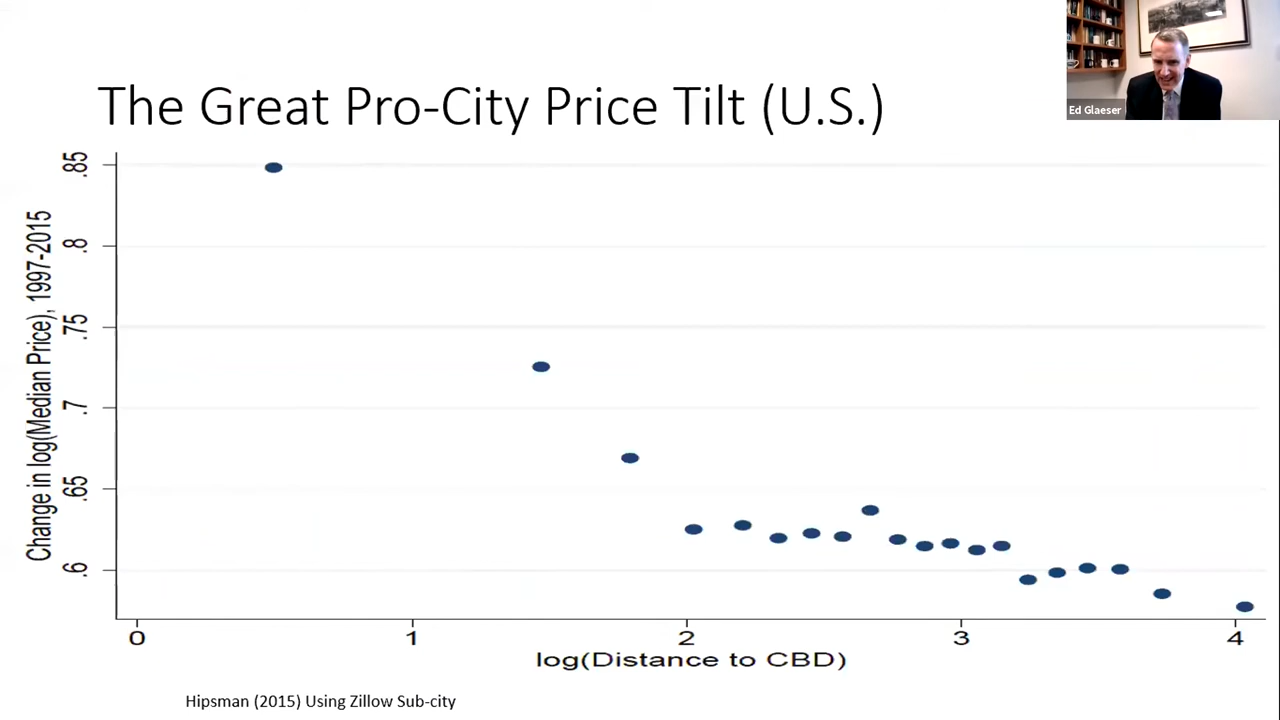 Ed Glaeser
The Great Pro-City Price Tilt (U.S.)
Change in log(Median Price), 1997-2015
.85
.8
.75
.7
.65
.6
0 1 2 3 4
log(Distance to CBD)
Hipsman (2015) Using Zillow Sub-city